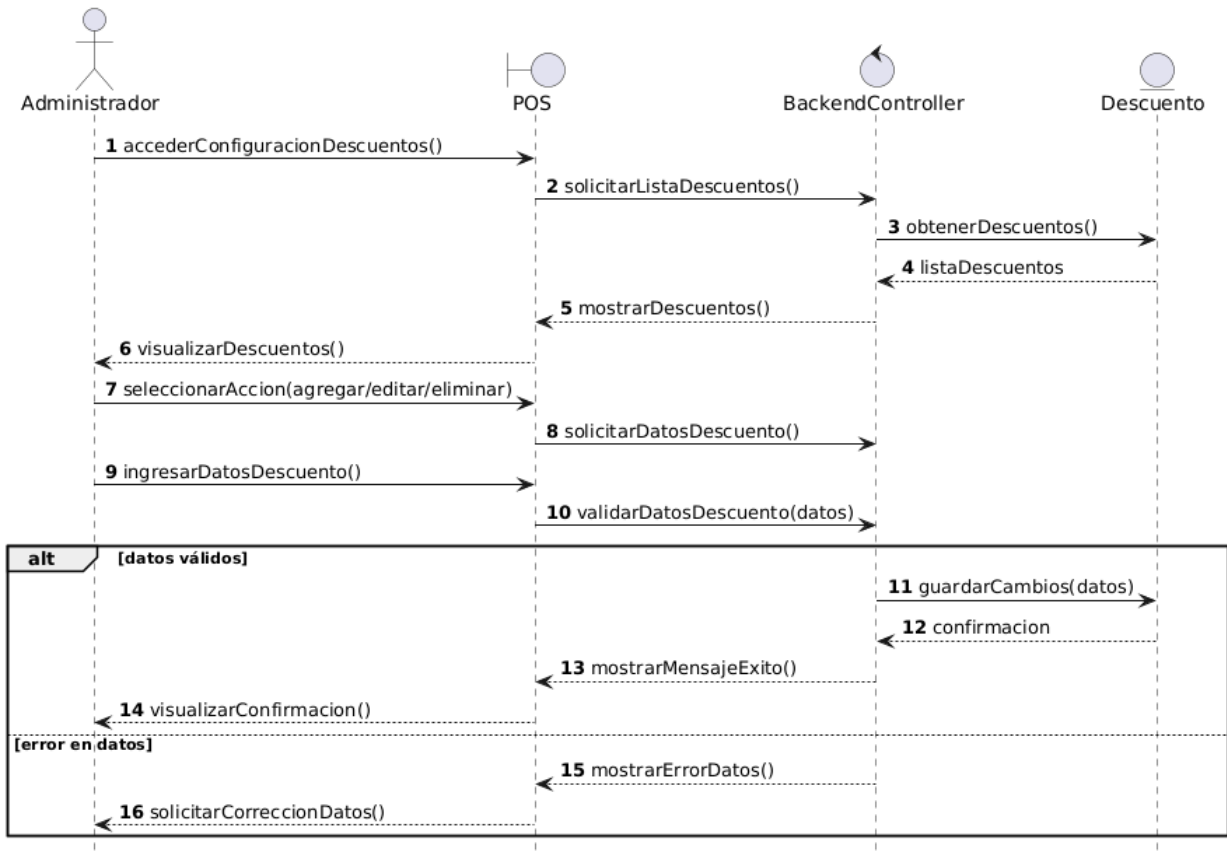 Administrador
POS
BackendController
Descuento
1 accederConfiguracionDescuentos()
2 solicitarListaDescuentos()
3 obtenerDescuentos()
4 listaDescuentos
5 mostrarDescuentos()
6 visualizarDescuentos()
7 seleccionarAccion(agregar/editar/eliminar)
8 solicitarDatosDescuento()
9 ingresarDatosDescuento()
10 validarDatosDescuento(datos)
alt [datos válidos]
11 guardarCambios(datos)
12 confirmacion
13 mostrarMensajeExito()
14 visualizarConfirmacion()
[error en datos]
15 mostrarErrorDatos()
16 solicitarCorreccionDatos()